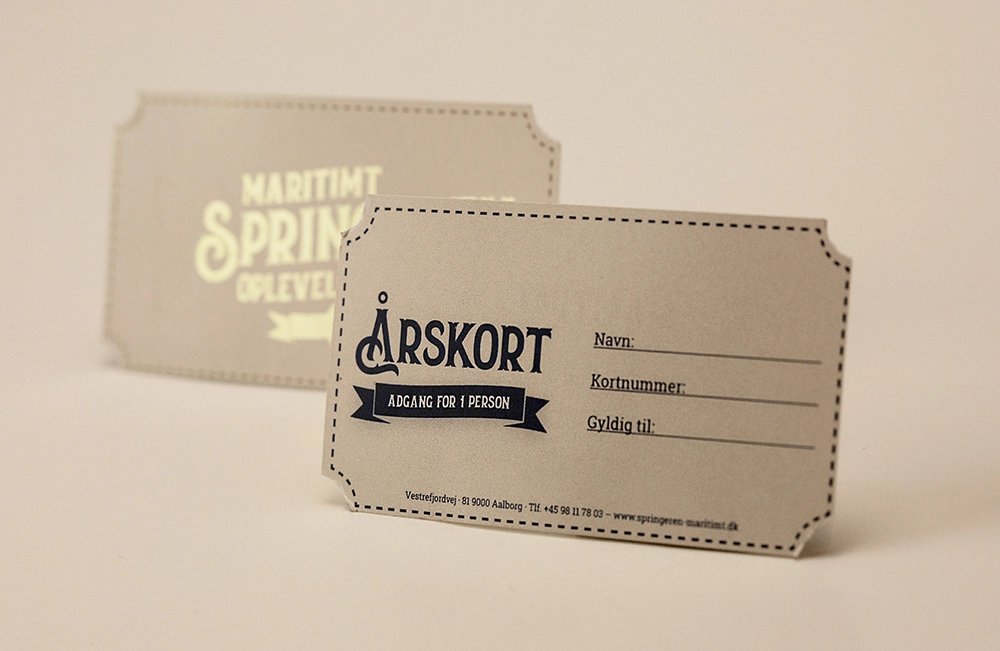 MARITIMT
SPRING
OPLEVEL
ÅRSKORT
ADGANG FOR 1 PERSON
Navn:
Kortnummer:
Gyldig til:
Vestrefjordvej · 81 9000 Aalborg · Tlf. +45 98 11 78 03 – www.springeren-maritimt.dk